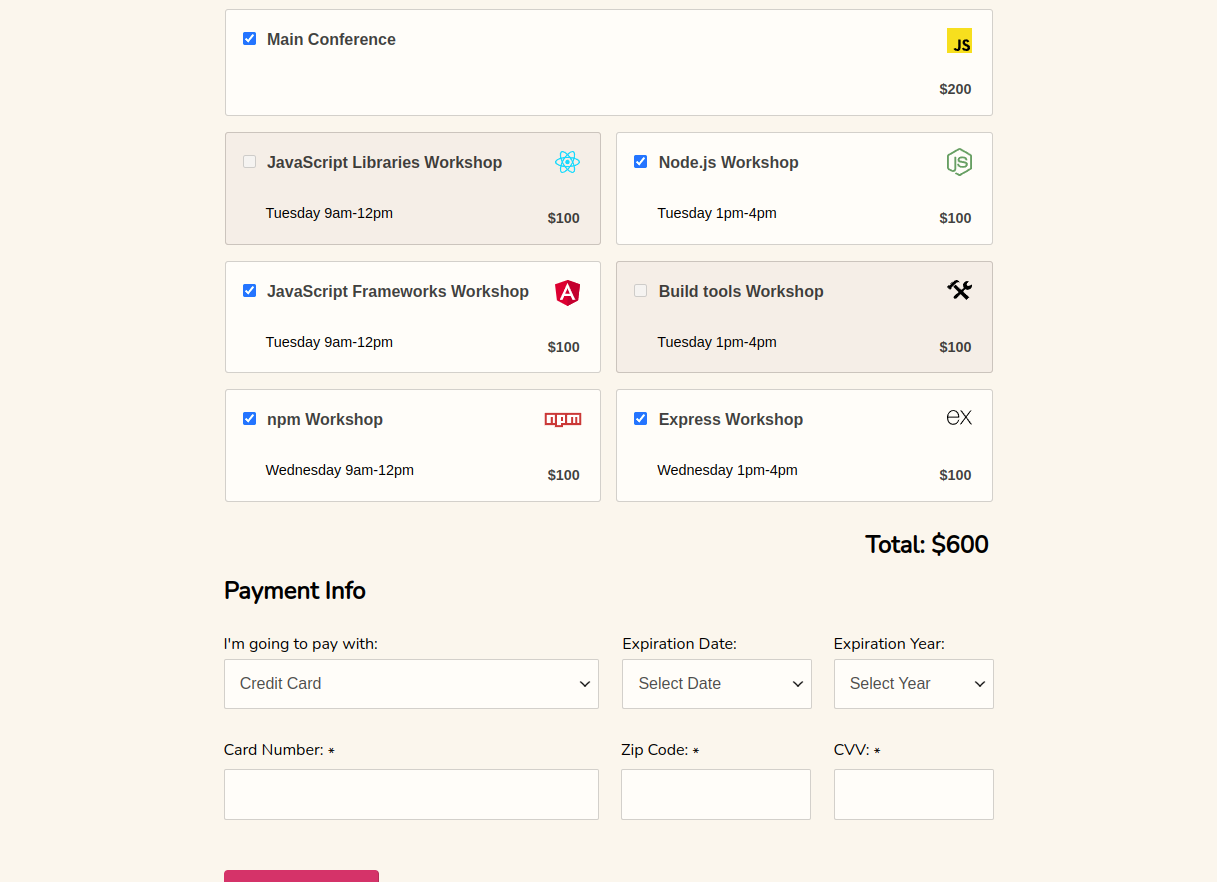 Main Conference
JS
$200
JavaScript Libraries Workshop
Tuesday 9am-12pm
$100
Node.js Workshop
JS
Tuesday 1pm-4pm
$100
JavaScript Frameworks Workshop
A
Tuesday 9am-12pm
$100
Build tools Workshop
Tuesday 1pm-4pm
$100
npm Workshop
npm
Wednesday 9am-12pm
$100
Express Workshop
ex
Wednesday 1pm-4pm
$100
Total: $600
Payment Info
I'm going to pay with:
Credit Card
Expiration Date:
Select Date
Expiration Year:
Select Year
Card Number: *
Zip Code: *
CVV: *